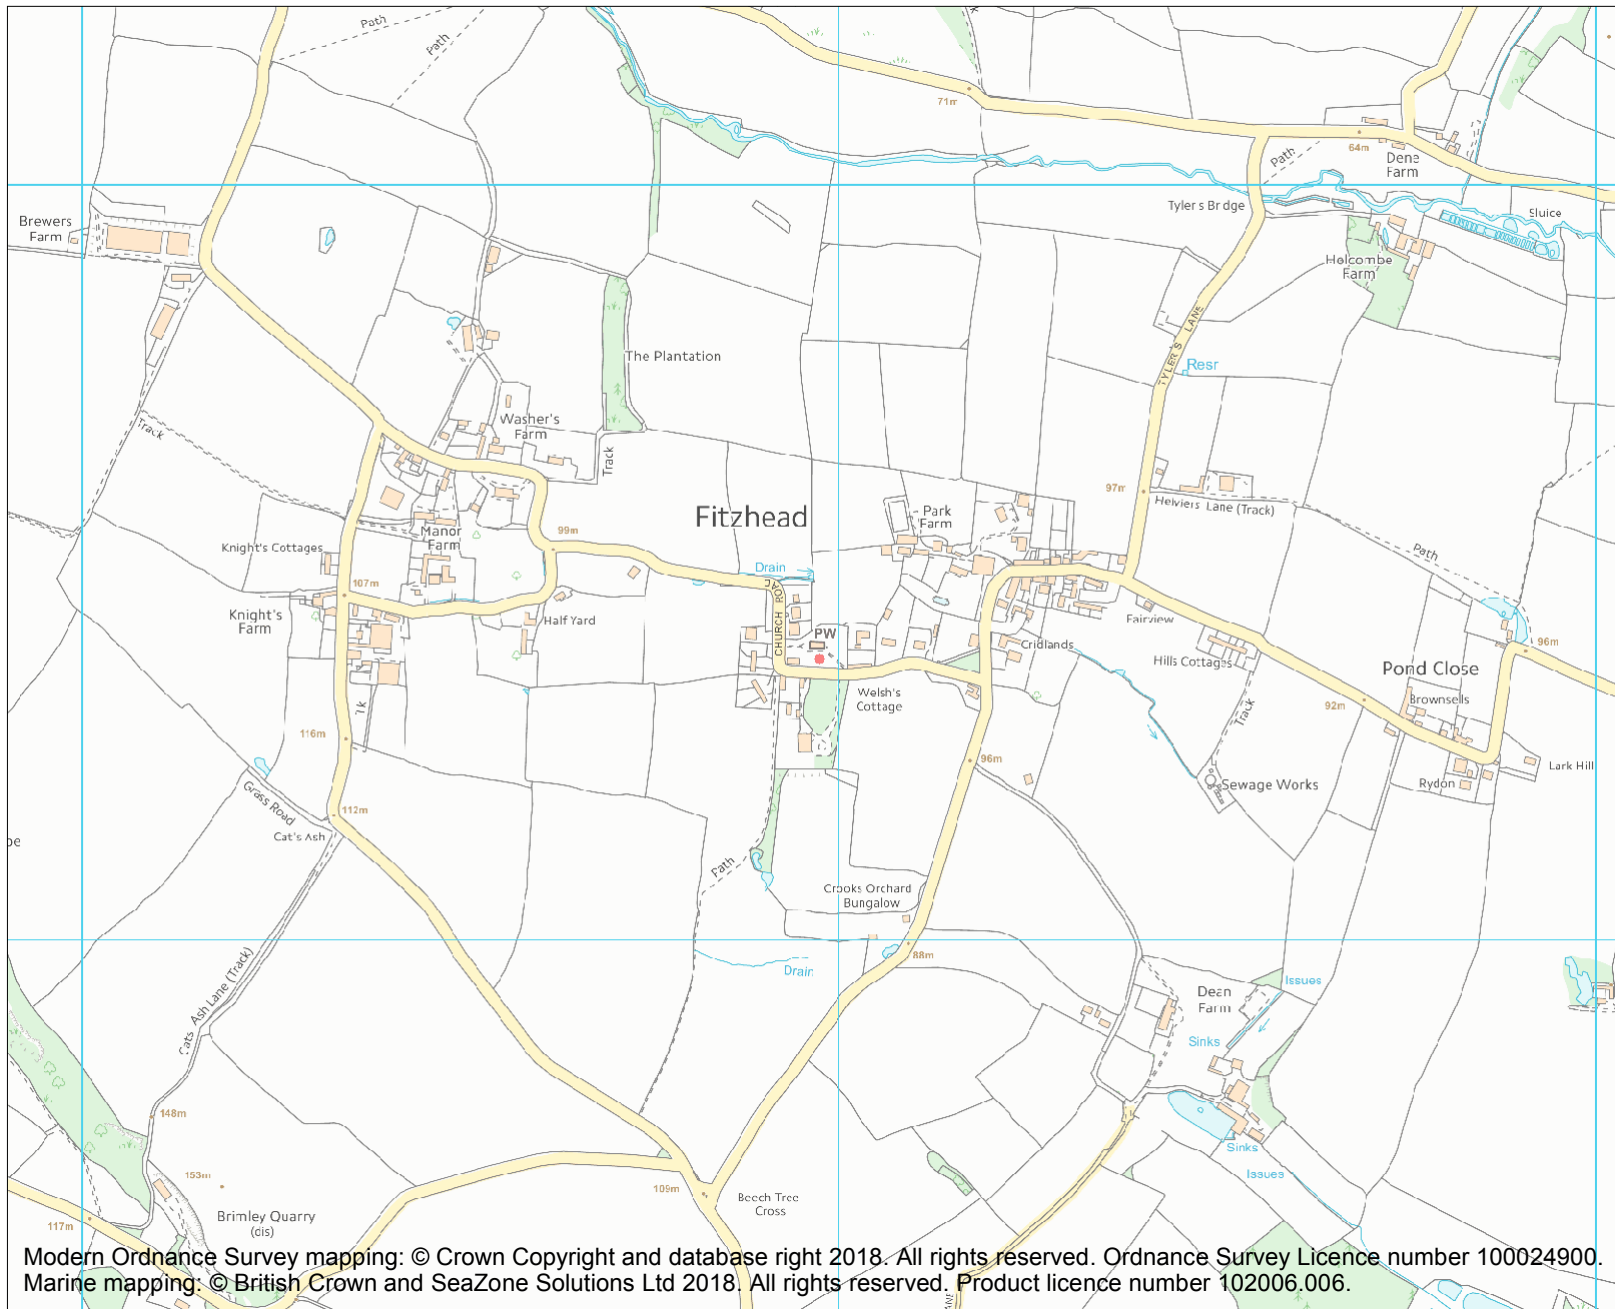 Path
Path
71m
64m
Path
Dene
Farm
Brewers
Farm
Tyler's Bridge
Sluice
Holcombe
Farm
TYLER'S LANE
The Plantation
Resr
Washer's
Farm
Track
Track
97m
Fitzhead
Park
Farm
Helviers Lane (Track)
Manor
Farm
99m
Knight's Cottages
Path
Drain
107m
CHURCH ROAD
Knight's
Farm
Half Yard
PW
Fairview
Cridlands
96m
Hills Cottages
Pond Close
Welsh's
Cottage
Brownsells
Tk
Track
92m
116m
96m
Lark Hill
Sewage Works
Rydon
Grass Road
112m
Cat's Ash
Path
Crooks Orchard
Bungalow
88m
Drain
Cats Ash Lane (Track)
Issues
Dean
Farm
Sinks
148m
Sinks
Issues
153m
109m
Beech Tree
Cross
Brimley Quarry
(dis)
117m
Modern Ordnance Survey mapping: © Crown Copyright and database right 2018. All rights reserved. Ordnance Survey Licence number 100024900.
Marine mapping: © British Crown and SeaZone Solutions Ltd 2018. All rights reserved. Product licence number 102006.006.